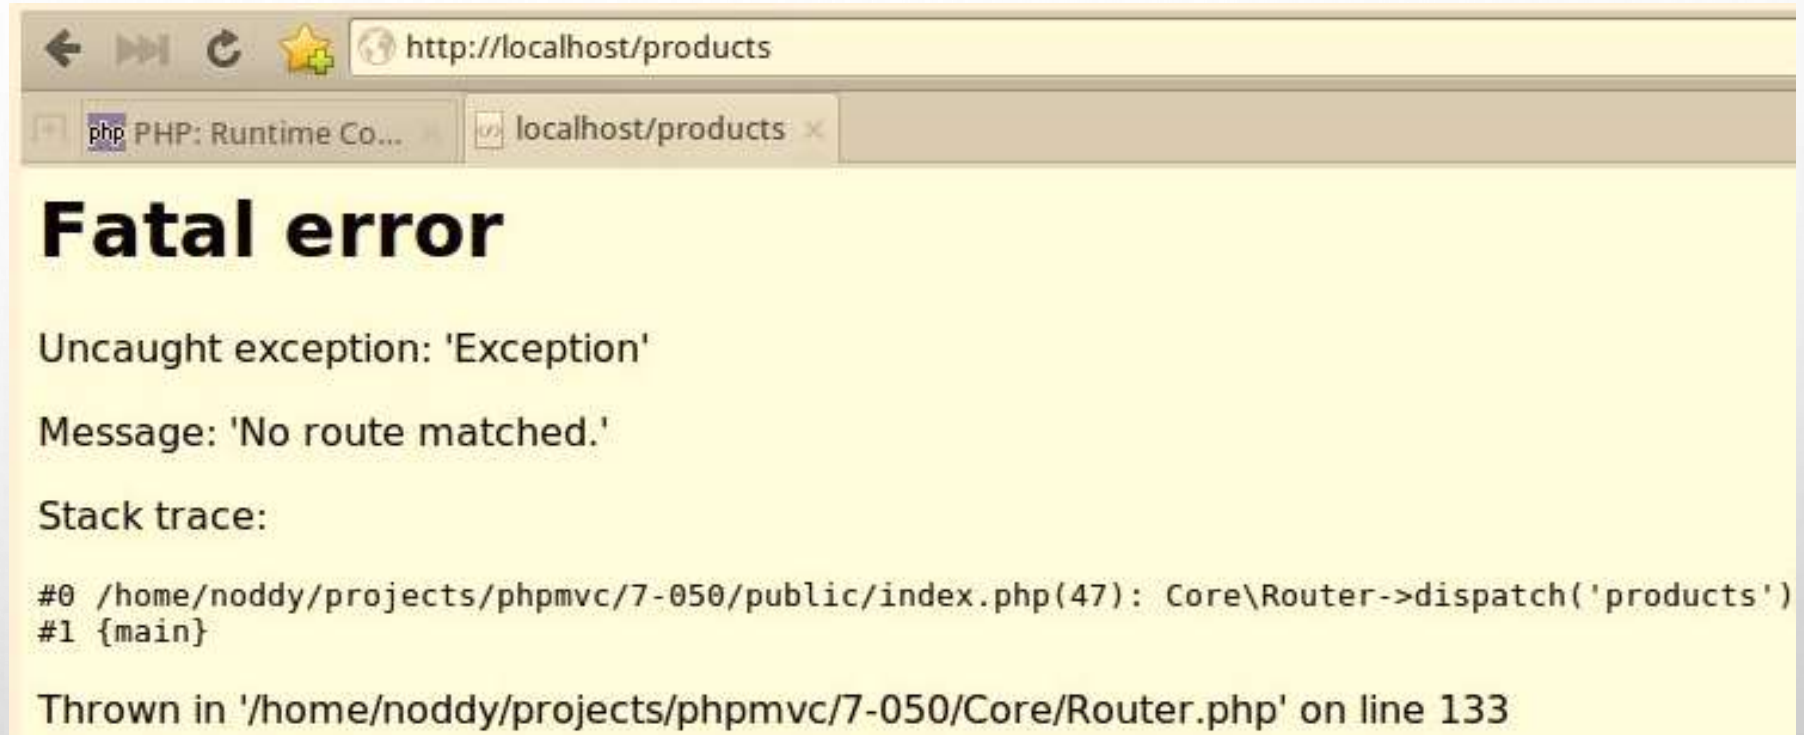 http://localhost/products
php PHP: Runtime Co... localhost/products
Fatal error
Uncaught exception: 'Exception'
Message: 'No route matched.'
Stack trace:
#0 /home/noddy/projects/phpmvc/7-050/public/index.php(47): Core\Router->dispatch('products')
#1 {main}
Thrown in '/home/noddy/projects/phpmvc/7-050/Core/Router.php' on line 133